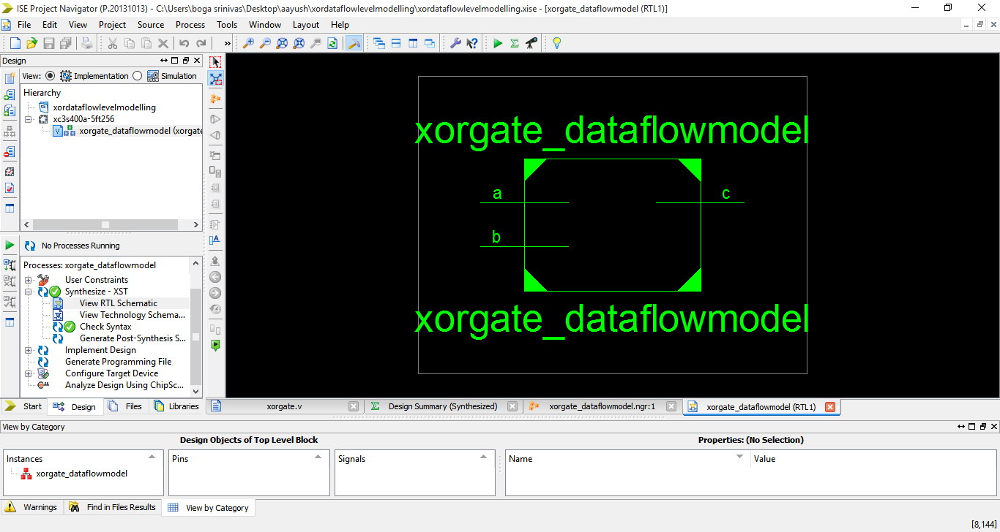 ISE Project Navigator (P.20131013) - C:\Users\boga srinivas\Desktop\aayush\xordataflowlevelmodelling\xordataflowlevelmodelling.xise - [xorgate_dataflowmodel (RTL1)]
File Edit View Project Source Process Tools Window Layout Help
»
Design
View: Implementation Simulation
Hierarchy
xordataflowlevelmodelling
xc3s400a-5ft256
xorgate_dataflowmodel (xorgate
No Processes Running
Processes: xorgate_dataflowmodel
User Constraints
Synthesize - XST
View RTL Schematic
View Technology Schema...
Check Syntax
Generate Post-Synthesis S...
Implement Design
Generate Programming File
Configure Target Device
Analyze Design Using ChipSc...
Start Design Files Libraries
xorgate_dataflowmodel
a
c
b
xorgate_dataflowmodel
xorgate.v Design Summary (Synthesized) xorgate_dataflowmodel.ngr:1 xorgate_dataflowmodel (RTL1)
View by Category
Design Objects of Top Level Block Properties: (No Selection)
Instances Pins Signals Name Value
xorgate_dataflowmodel
Warnings Find in Files Results View by Category
[8,144]